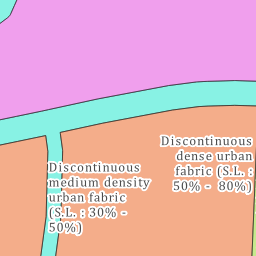 Discontinuous
dense urban
fabric (S.L. :
50% - 80%)
Discontinuous
medium density
urban fabric
(S.L. : 30% -
50%)